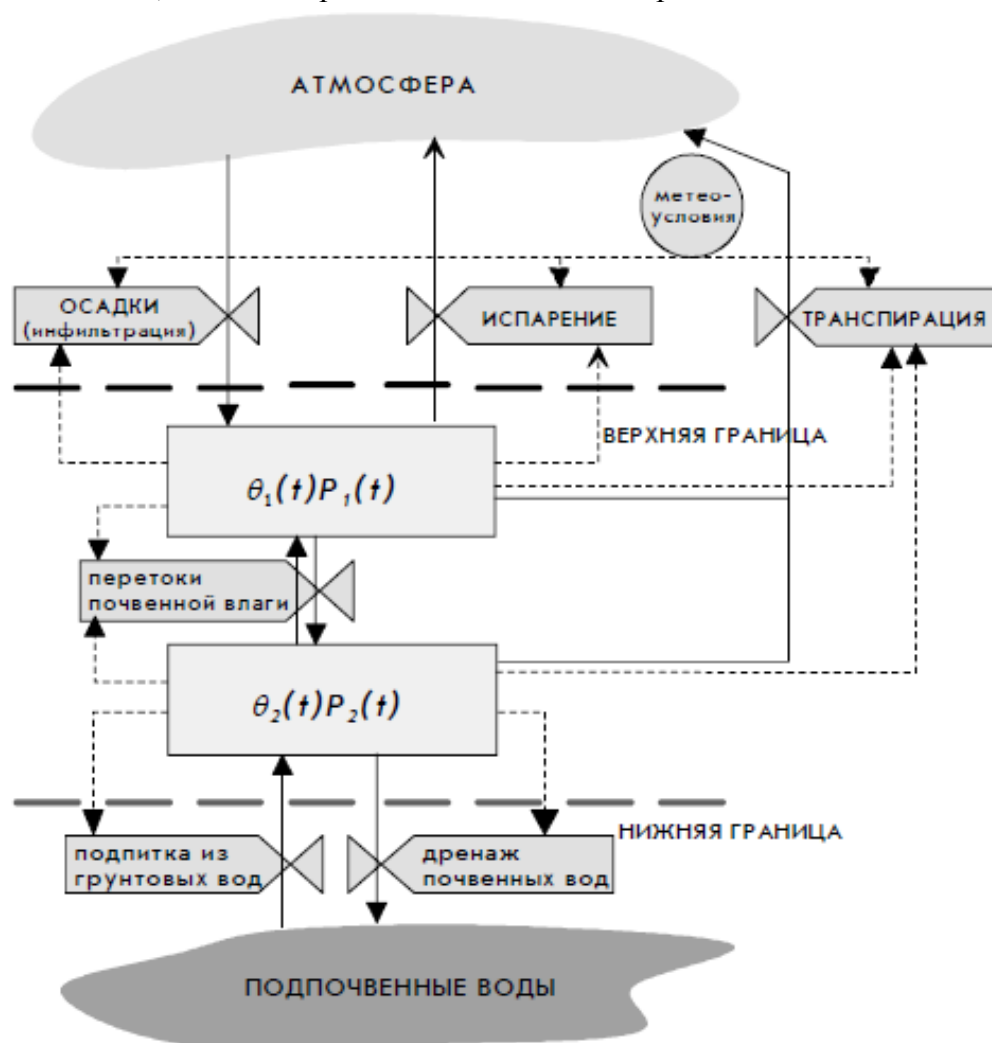 АТМОСФЕРА
метео-
условия
ОСАДКИ
(инфильтрация)
ИСПАРЕНИЕ
ТРАНСПИРАЦИЯ
ВЕРХНЯЯ ГРАНИЦА
θ₁(t)P₁(t)
перетоки
почвенной влаги
θ₂(t)P₂(t)
НИЖНЯЯ ГРАНИЦА
подпитка из
грунтовых вод
дренаж
почвенных вод
ПОДПОЧВЕННЫЕ ВОДЫ